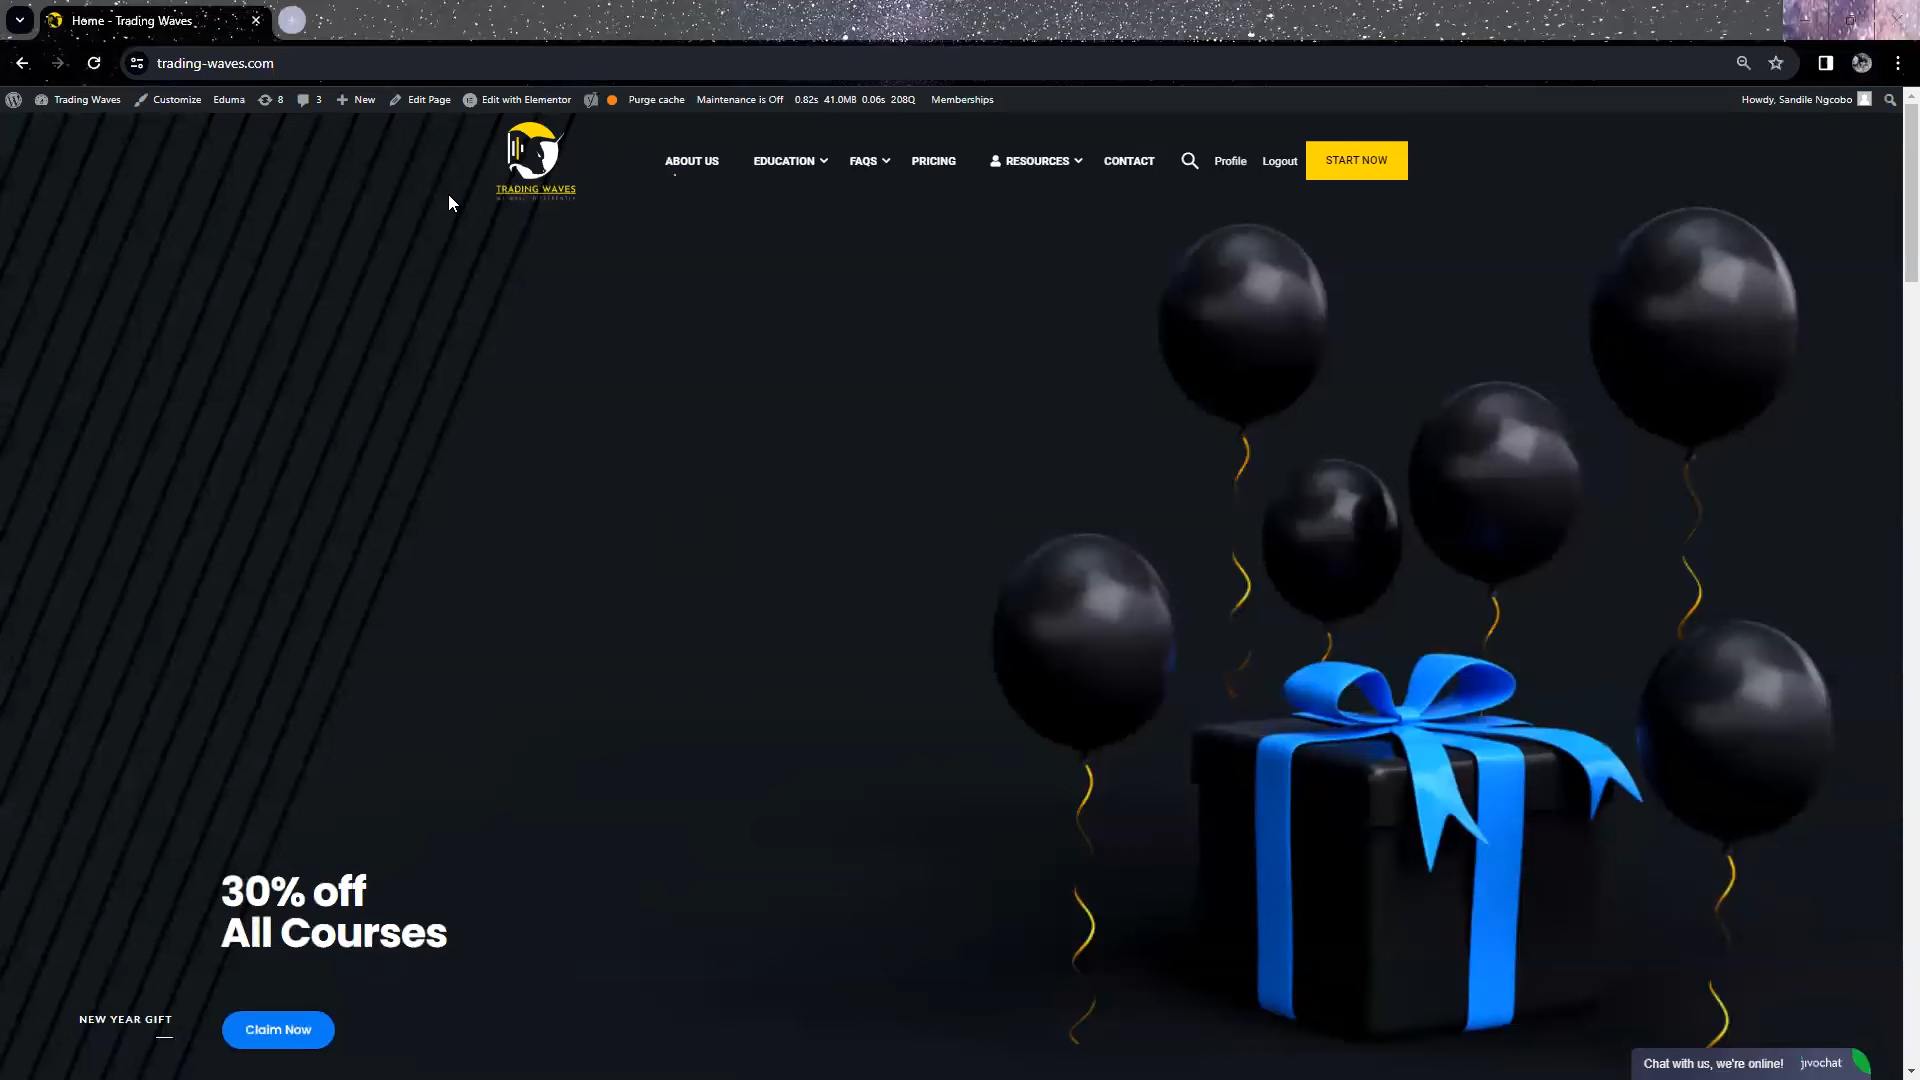 Home - Trading Waves
trading-waves.com
Trading Waves Customize Eduma 8 3 New Edit Page Edit with Elementor Purge cache Maintenance is Off 0.82s 41.0MB 0.06s 208Q Memberships Howdy, Sandile Ngcobo
TRADING WAVES
ABOUT US EDUCATION FAQS PRICING RESOURCES CONTACT Profile Logout START NOW
30% off
All Courses
NEW YEAR GIFT
Claim Now
Chat with us, we're online! jivochat